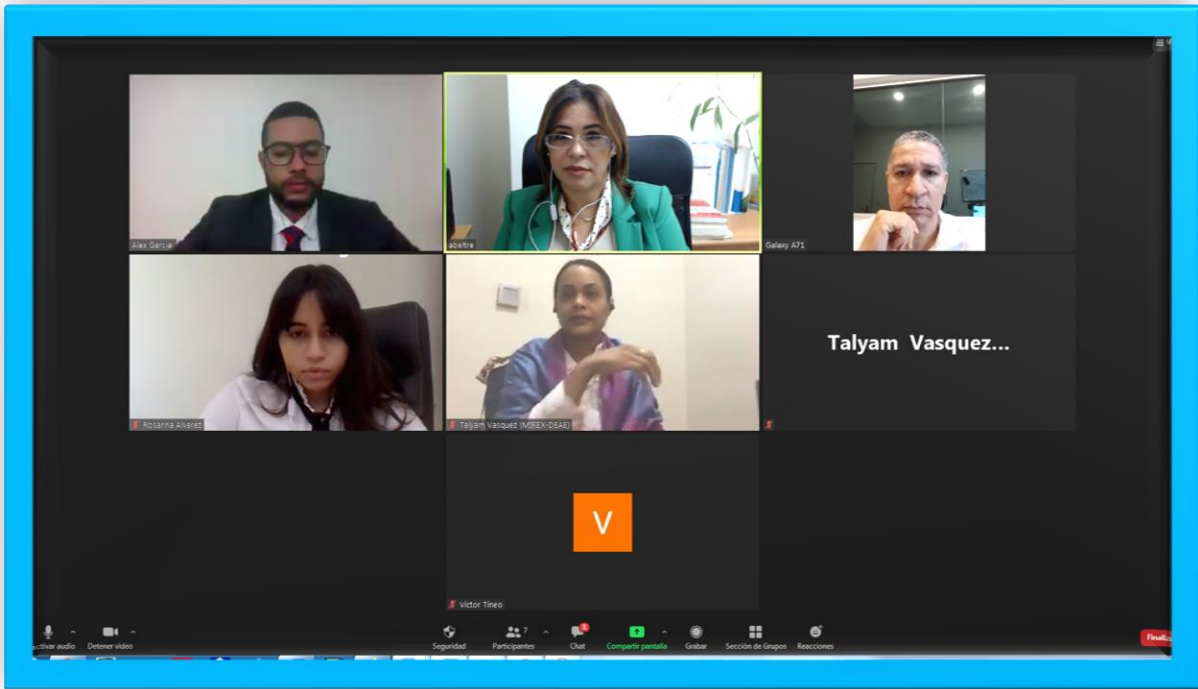 Alex Garcia
abeltre
Galaxy A71
Rosanna Alvarez
Talyam Vasquez (MIREX-DEAE)
Talyam Vasquez...
V
Victor Tineo
ctivar audio
Detener video
Seguridad
7
Participantes
1
Chat
Compartir pantalla
Grabar
Sección de Grupos
Reacciones
Finaliz